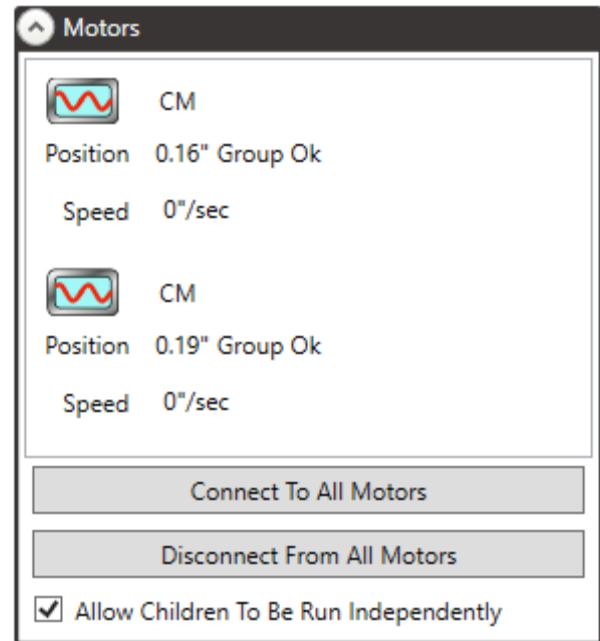 Motors
CM
Position 0.16" Group Ok
Speed 0"/sec
CM
Position 0.19" Group Ok
Speed 0"/sec
Connect To All Motors
Disconnect From All Motors
Allow Children To Be Run Independently